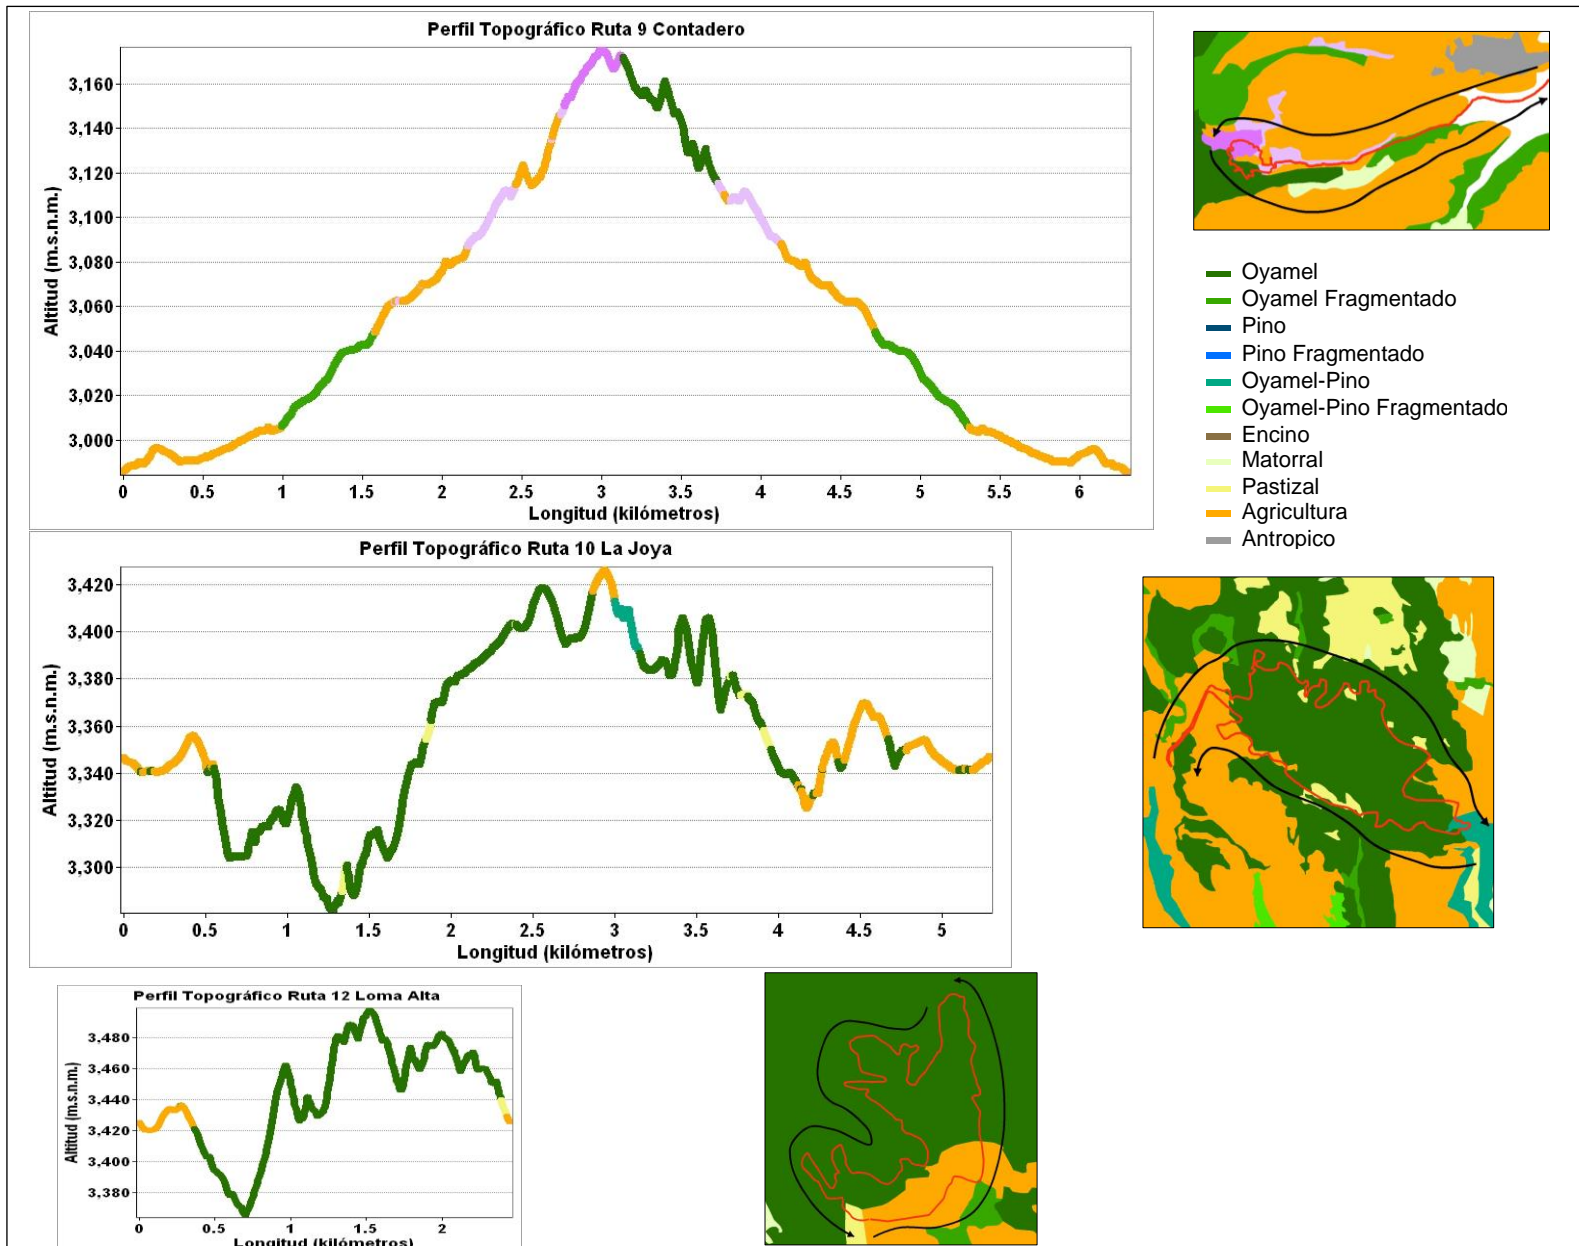 Perfil Topográfico Ruta 9 Contadero
Altitud (m.s.n.m.)
3,160
3,140
3,120
3,100
3,080
3,060
3,040
3,020
3,000
0 0.5 1 1.5 2 2.5 3 3.5 4 4.5 5 5.5 6
Longitud (kilómetros)
Oyamel
Oyamel Fragmentado
Pino
Pino Fragmentado
Oyamel-Pino
Oyamel-Pino Fragmentado
Encino
Matorral
Pastizal
Agricultura
Antropico
Perfil Topográfico Ruta 10 La Joya
Altitud (m.s.n.m.)
3,420
3,400
3,380
3,360
3,340
3,320
3,300
0 0.5 1 1.5 2 2.5 3 3.5 4 4.5 5
Longitud (kilómetros)
Perfil Topográfico Ruta 12 Loma Alta
Altitud (m.s.n.m.)
3,480
3,460
3,440
3,420
3,400
3,380
0 0.5 1 1.5 2
Longitud (kilómetros)